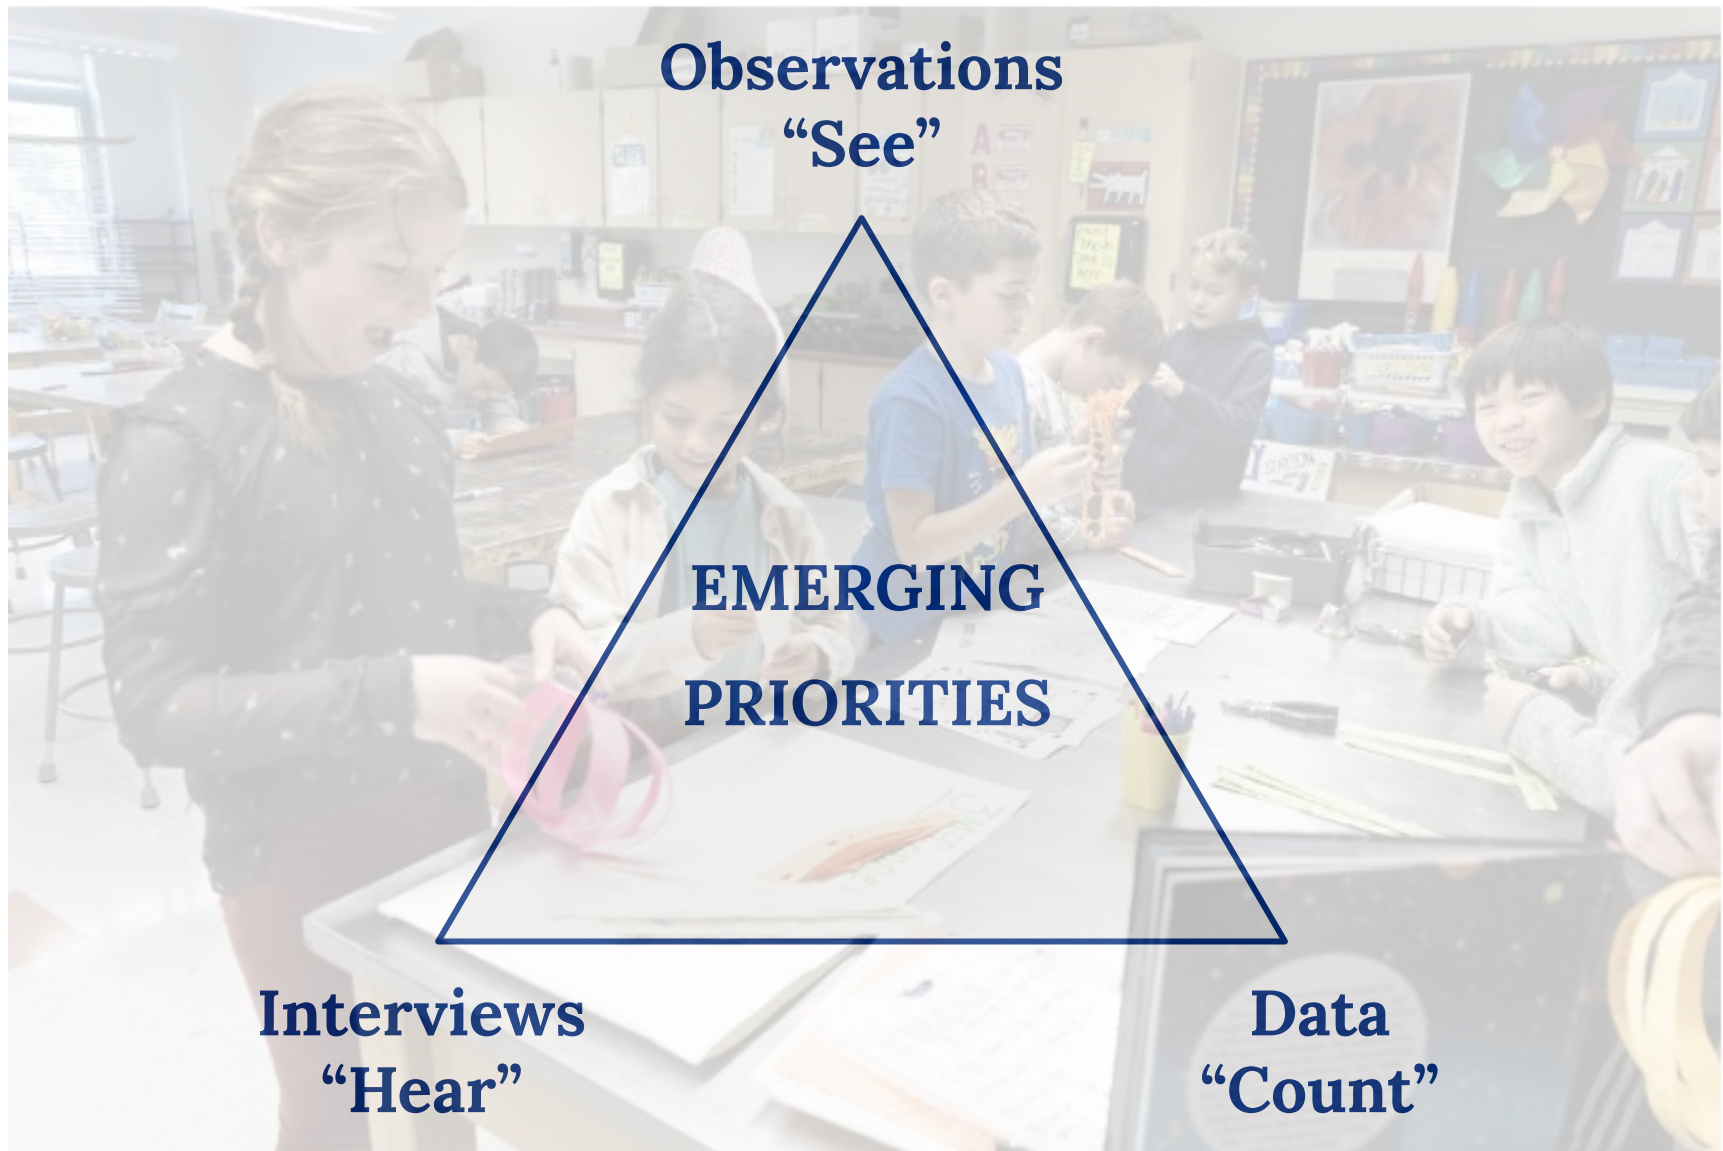 Observations
“See”
EMERGING
PRIORITIES
Interviews
“Hear”
Data
“Count”